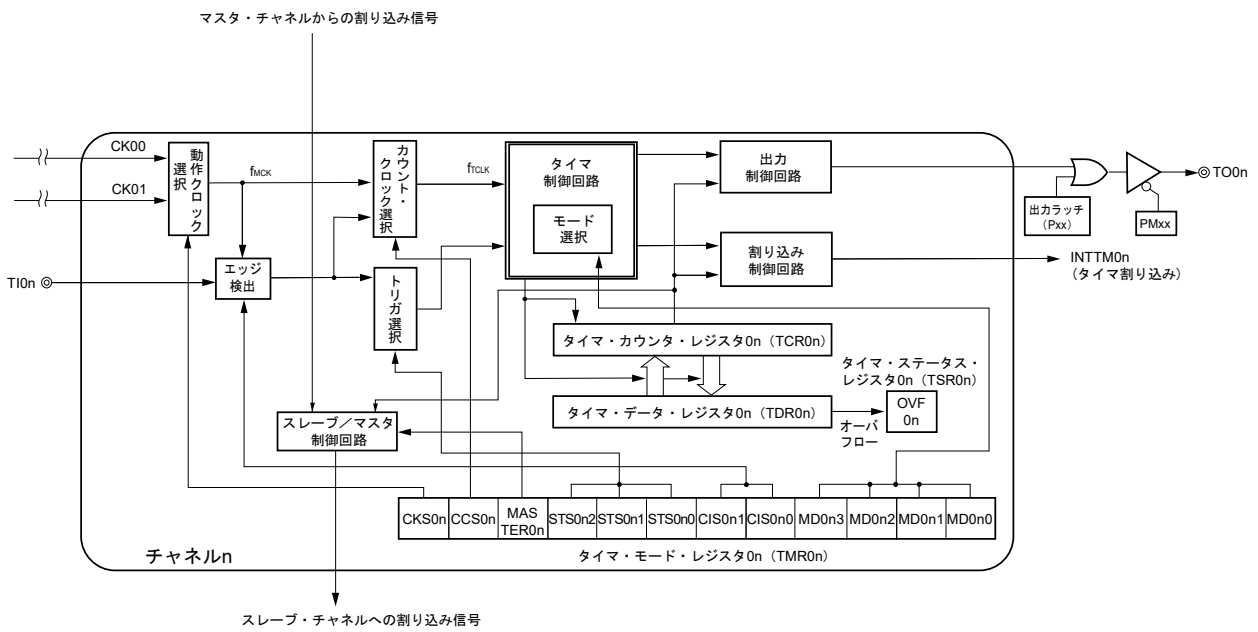 マスタ・チャネルからの割り込み信号
CK00
CK01
動作クロック
選択
fMCK
カウント・
クロック選択
fTCLK
タイマ
制御回路
モード
選択
出力
制御回路
出力ラッチ
(Pxx)
PMxx
TO0n
割り込み
制御回路
INTTM0n
(タイマ割り込み)
TI0n
エッジ
検出
トリガ選択
タイマ・カウンタ・レジスタ0n(TCR0n)
タイマ・ステータス・
レジスタ0n(TSR0n)
タイマ・データ・レジスタ0n(TDR0n)
オーバ
フロー
OVF
0n
スレーブ/マスタ
制御回路
CKS0n CCS0n MAS
TER0n STS0n2 STS0n1 STS0n0 CIS0n1 CIS0n0 MD0n3 MD0n2 MD0n1 MD0n0
チャネルn
タイマ・モード・レジスタ0n(TMR0n)
スレーブ・チャネルへの割り込み信号